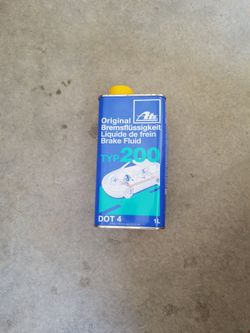 Ate
Original
Bremsflüssigkeit
Liquide de frein
Brake Fluid
TYP 200
DOT 4
1L